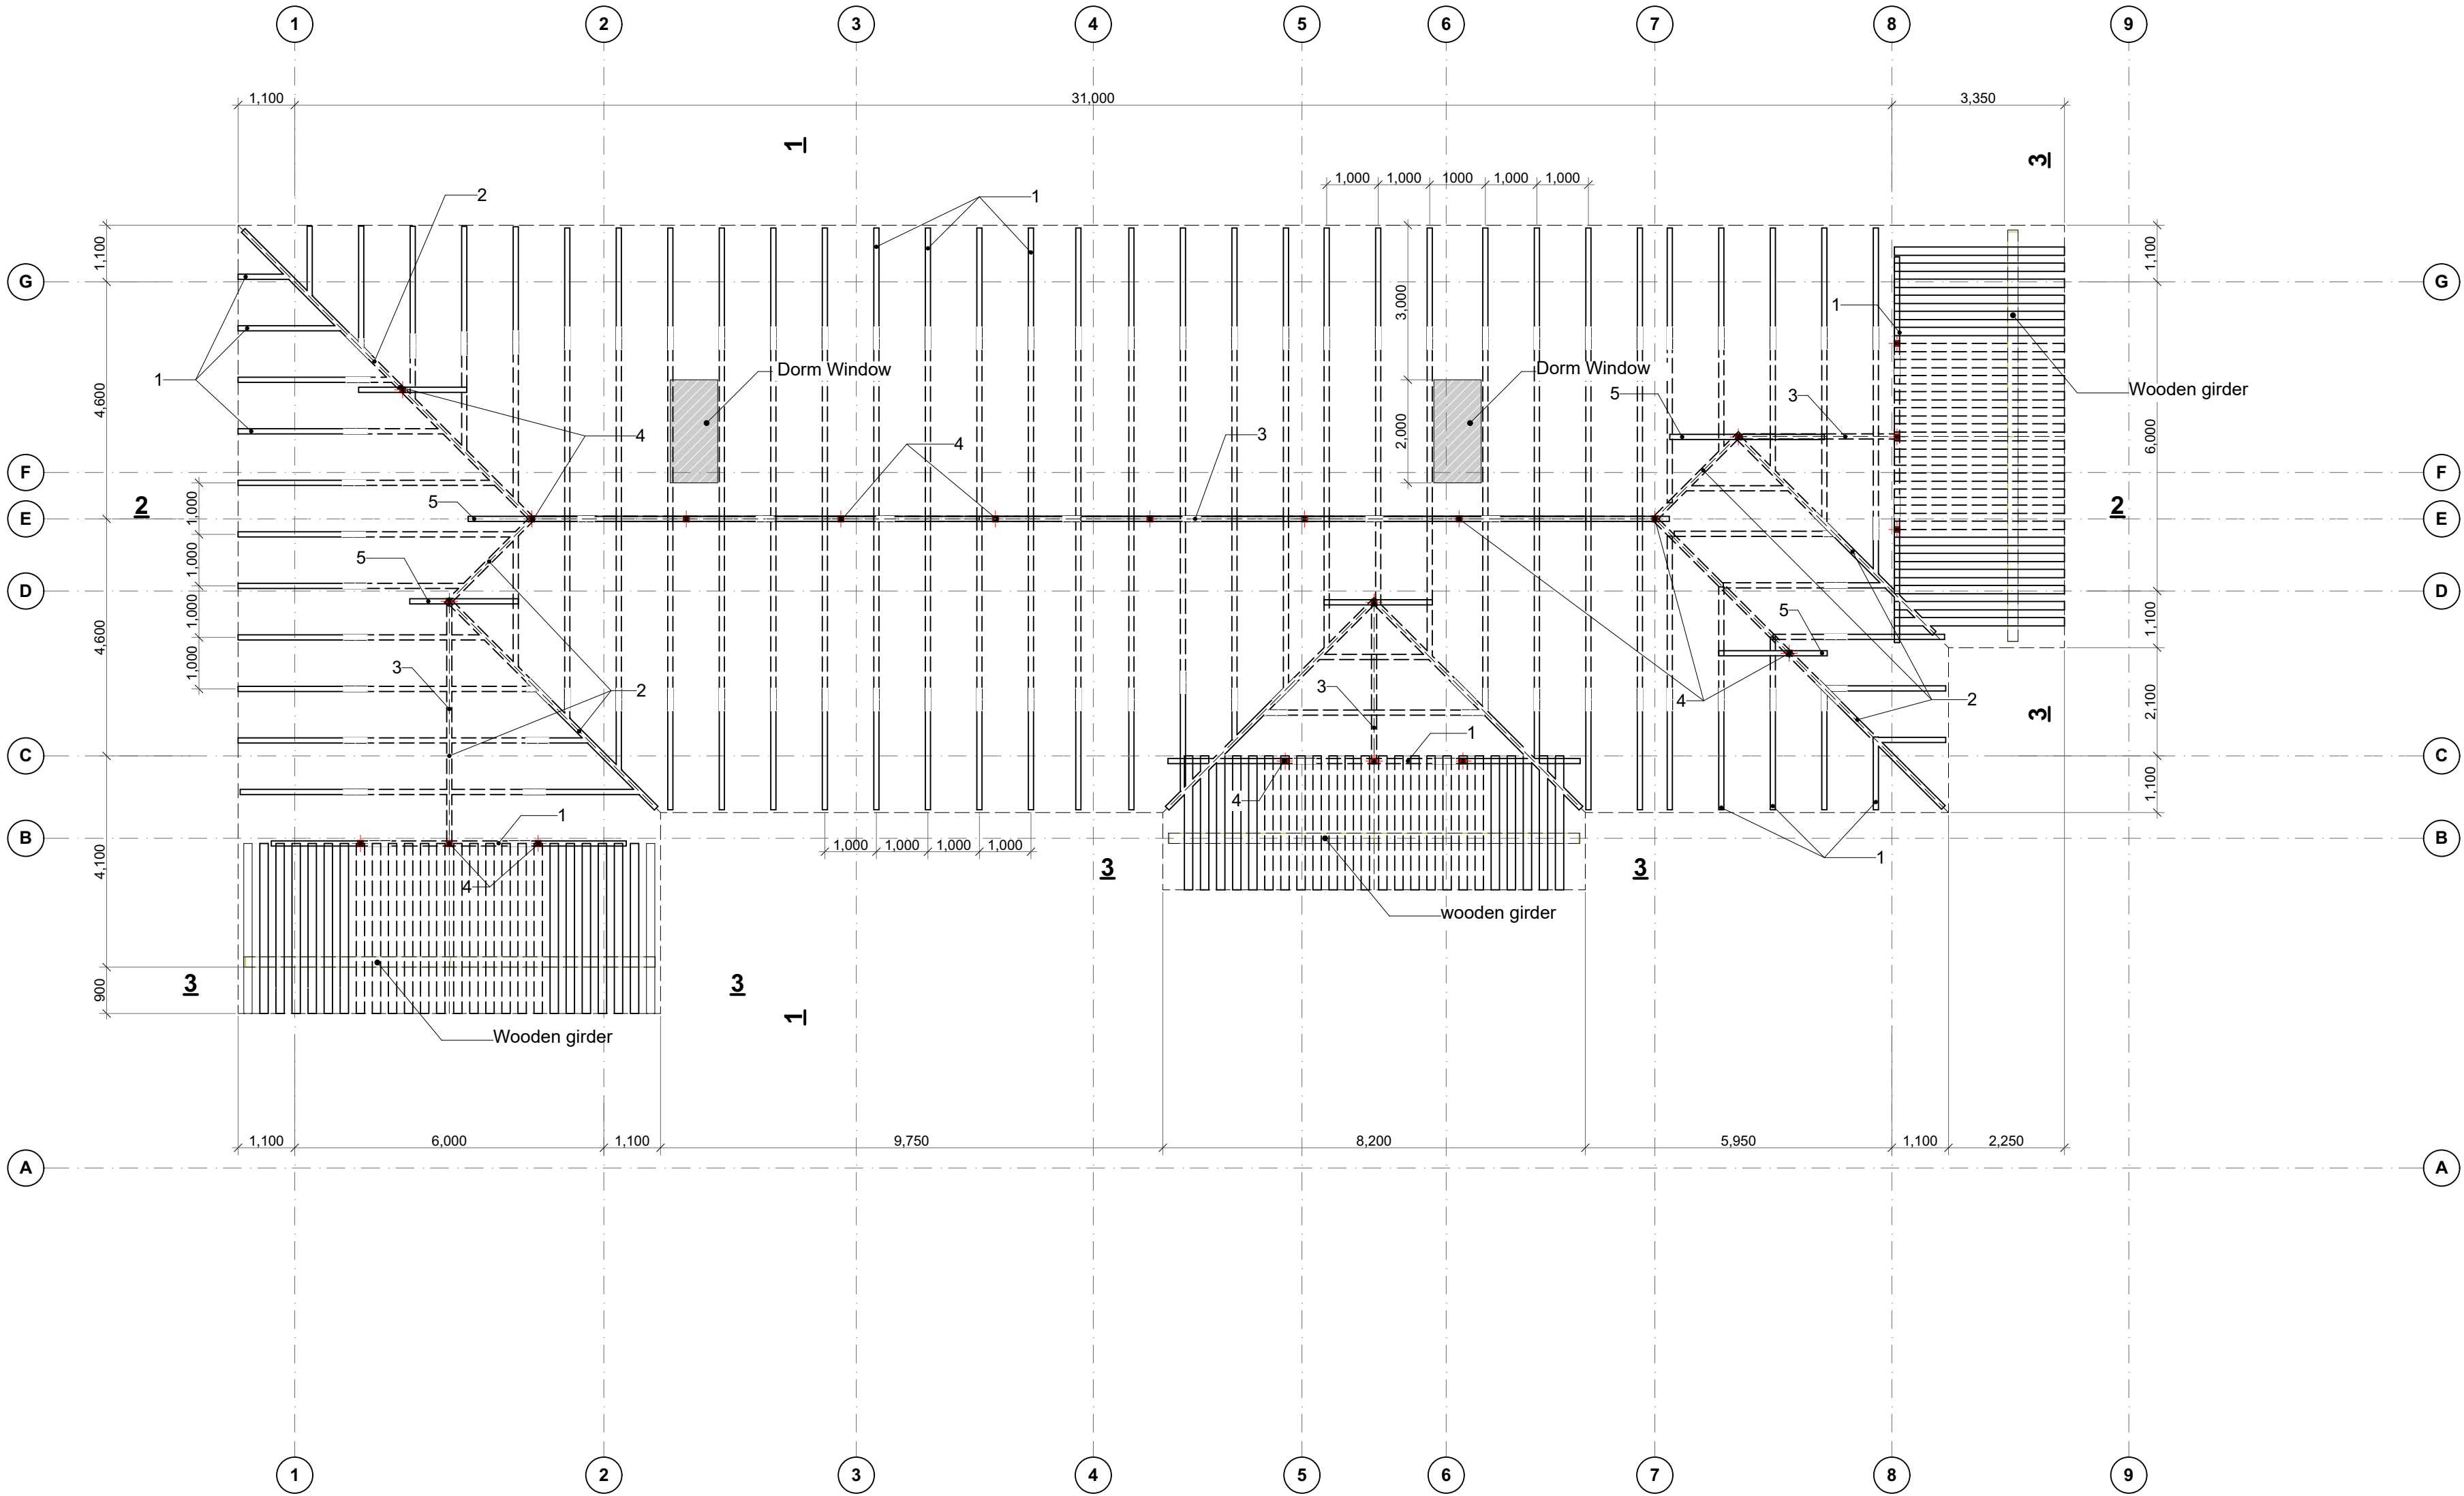 1 2 3 4 5 6 7 8 9
1,100 31,000 3,350
1 3
1,000 1,000 1000 1,000 1,000
2 1
1,100 1,100
G G
3,000 1
Dorm Window Dorm Window
1 4,600 5 3 Wooden girder
4 4 3 2,000 6,000
F F
2 1,000 5 2
E E
1,000 5
D D
1,000 5 1,100
4,600 1,000 3 2 3 4 2 2,100 3
1
C C
4 1,100
1
B B
4,100 1,000 1,000 1,000 1,000 1
4 3 3
wooden girder
900 3 3
1
Wooden girder
1,100 6,000 1,100 9,750 8,200 5,950 1,100 2,250
A A
1 2 3 4 5 6 7 8 9